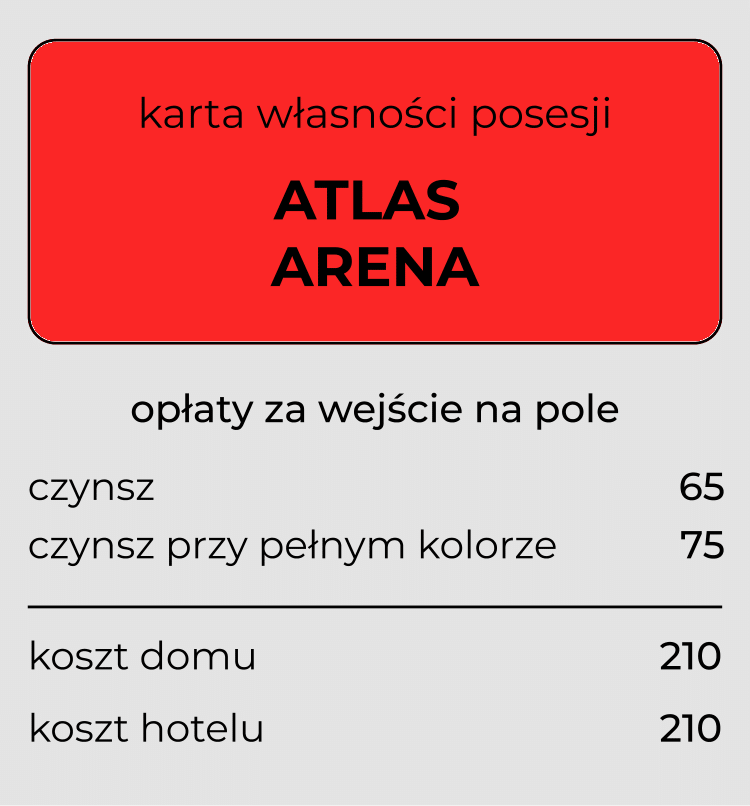 karta własności posesji
ATLAS
ARENA
opłaty za wejście na pole
czynsz 65
czynsz przy pełnym kolorze 75
koszt domu 210
koszt hotelu 210